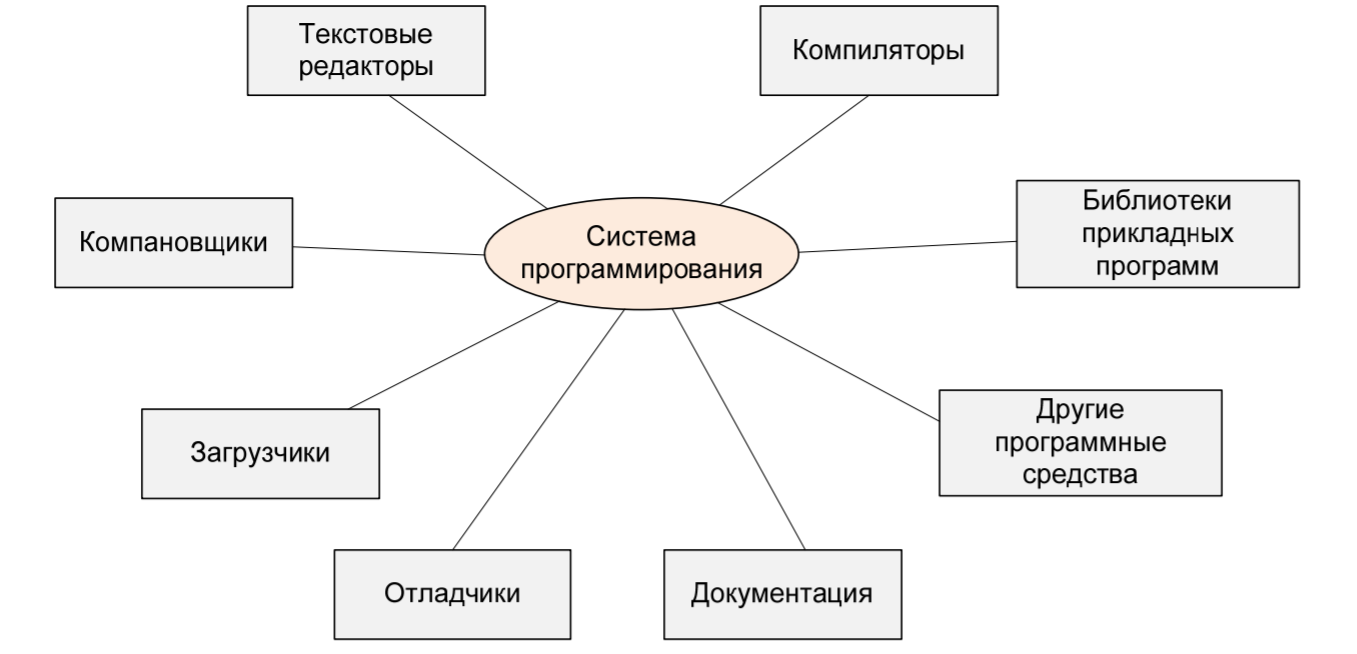 Текстовые
редакторы
Компиляторы
Компановщики
Система
программирования
Библиотеки
прикладных
программ
Загрузчики
Другие
программные
средства
Отладчики
Документация